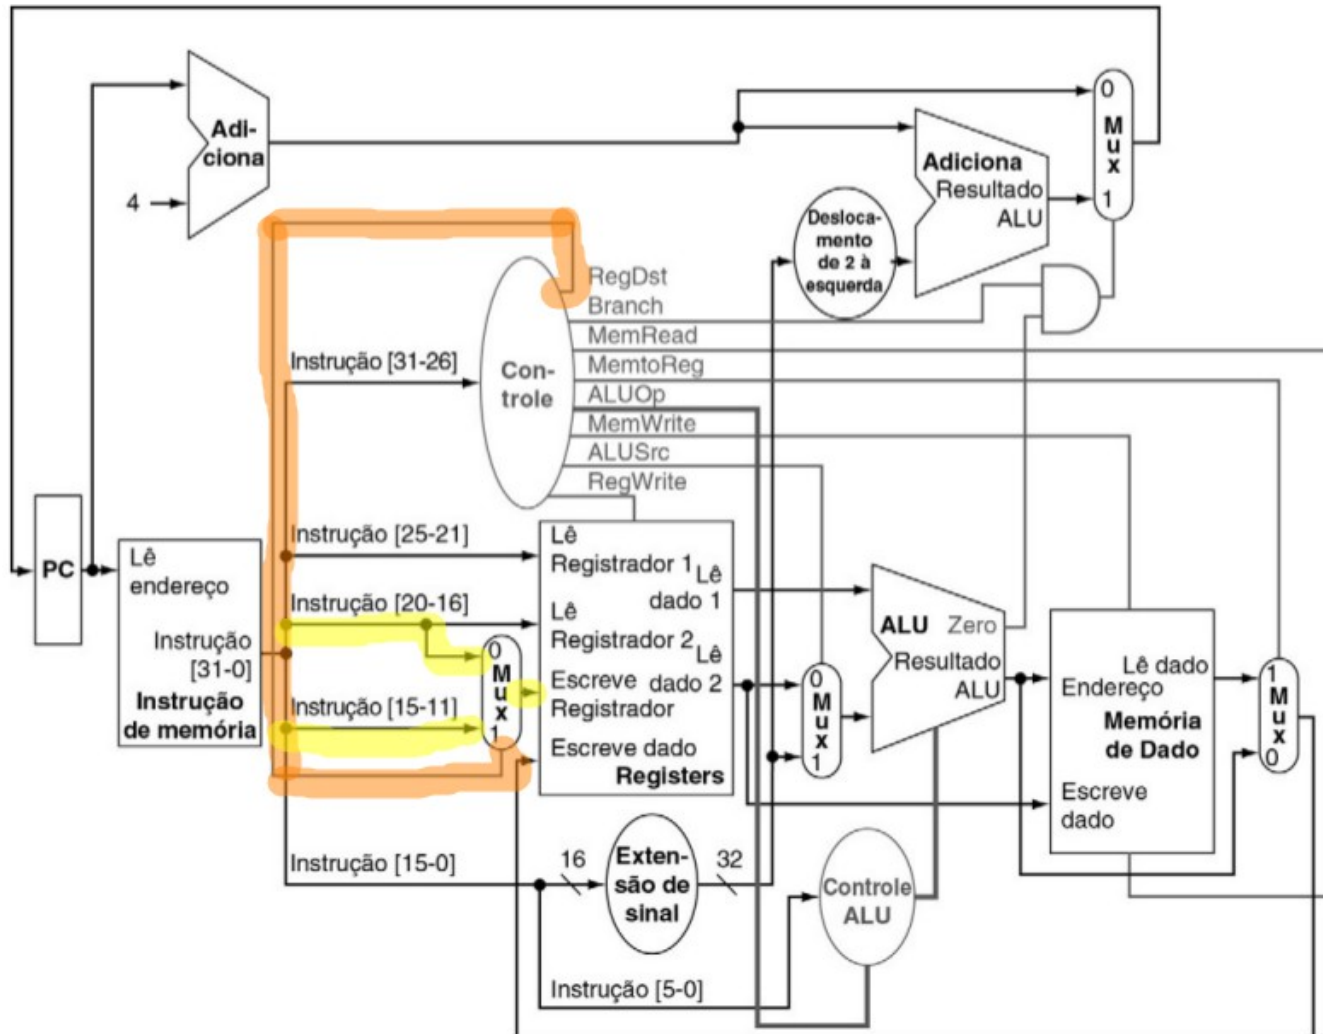 0
M
u
x
1
Adi-
ciona
4
Adiciona
Resultado
ALU
Desloca-
mento
de 2 à
esquerda
RegDst
Branch
MemRead
MemtoReg
ALUOp
MemWrite
ALUSrc
RegWrite
Instrução [31-26]
Con-
trole
PC
Lê
endereço
Instrução
[31-0]
Instrução
de memória
Instrução [25-21]
Instrução [20-16]
Instrução [15-11]
0
M
u
x
1
Lê
Registrador 1
Lê
dado 1
Lê
Registrador 2
Lê
dado 2
Escreve
Registrador
Escreve dado
Registers
0
M
u
x
1
ALU
Zero
Resultado
ALU
Lê dado
Endereço
Memória
de Dado
Escreve
dado
1
M
u
x
0
Instrução [15-0]
16
Exten-
são de
sinal
32
Controle
ALU
Instrução [5-0]